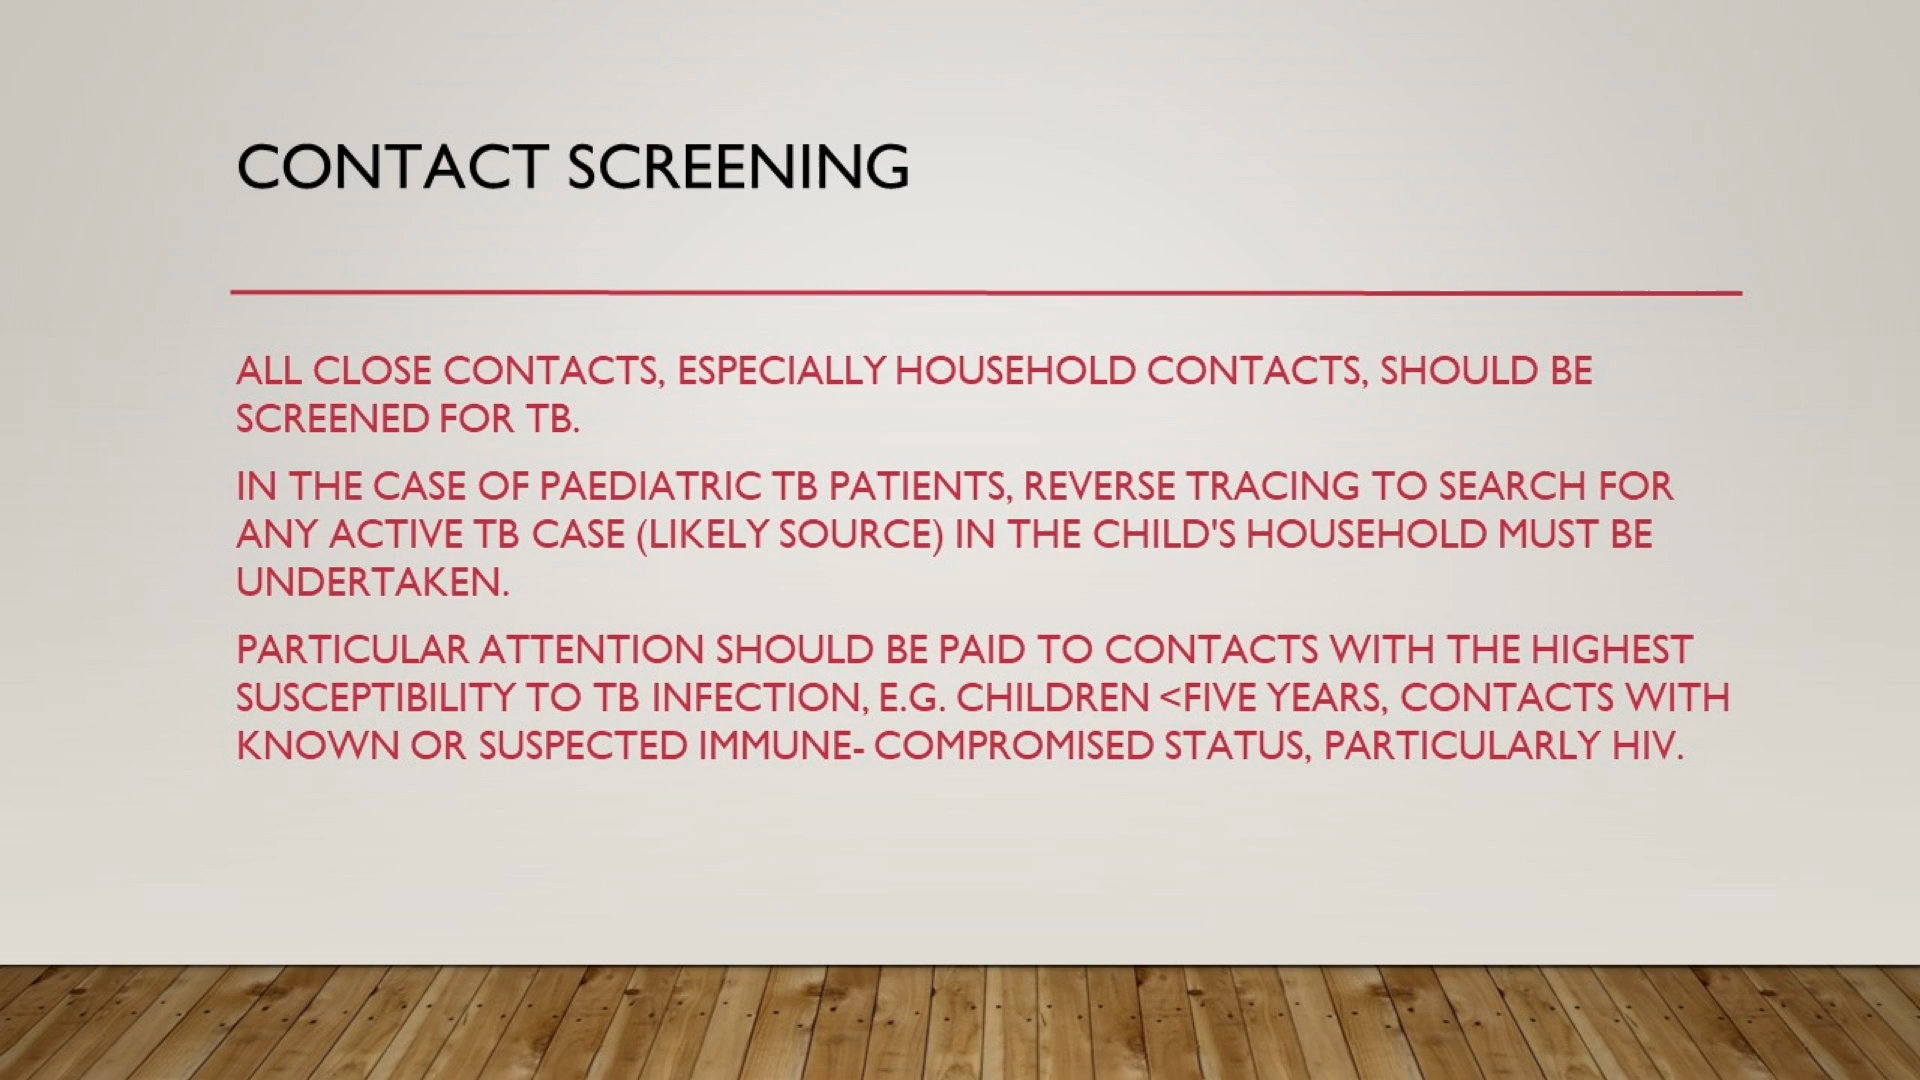 CONTACT SCREENING
ALL CLOSE CONTACTS, ESPECIALLY HOUSEHOLD CONTACTS, SHOULD BE
SCREENED FOR TB.
IN THE CASE OF PAEDIATRIC TB PATIENTS, REVERSE TRACING TO SEARCH FOR
ANY ACTIVE TB CASE (LIKELY SOURCE) IN THE CHILD'S HOUSEHOLD MUST BE
UNDERTAKEN.
PARTICULAR ATTENTION SHOULD BE PAID TO CONTACTS WITH THE HIGHEST
SUSCEPTIBILITY TO TB INFECTION, E.G. CHILDREN <FIVE YEARS, CONTACTS WITH
KNOWN OR SUSPECTED IMMUNE- COMPROMISED STATUS, PARTICULARLY HIV.